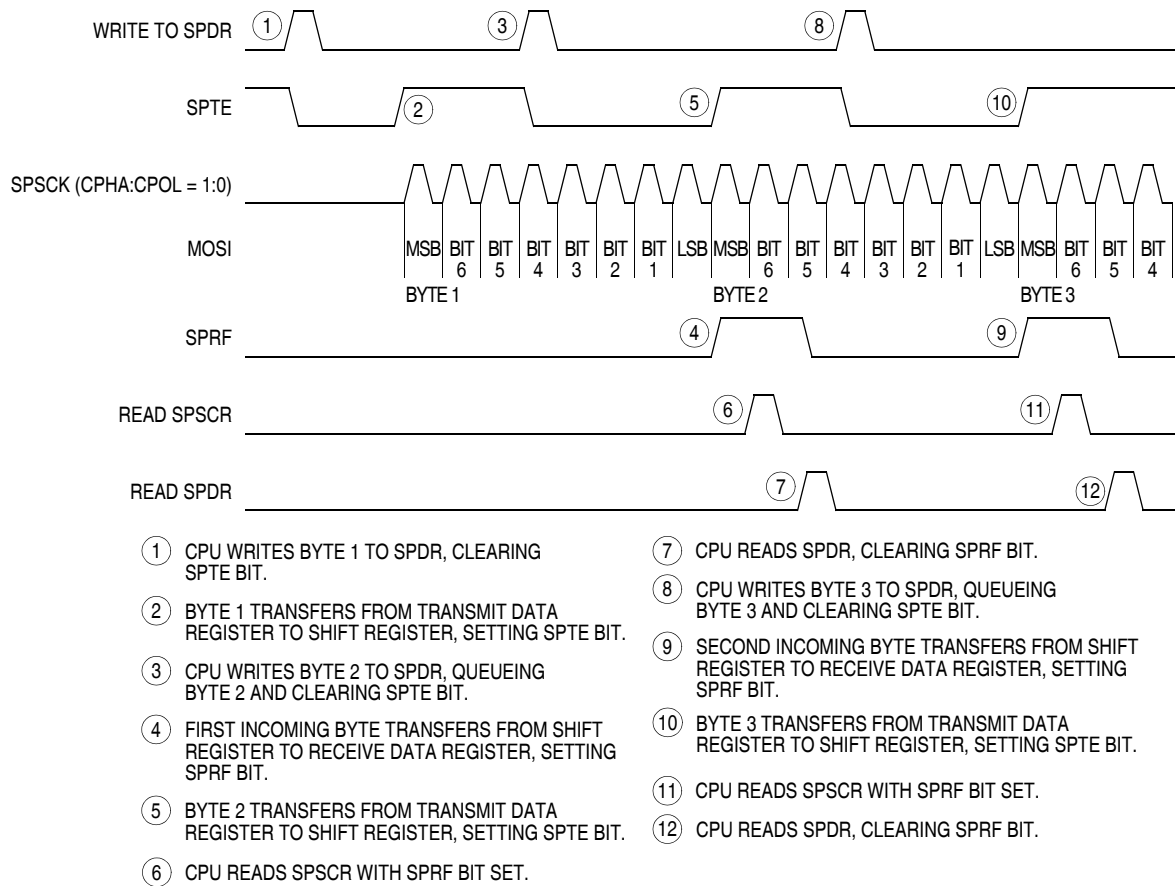 WRITE TO SPDR
1
3
8
SPTE
2
5
10
SPSCK (CPHA:CPOL = 1:0)
MOSI
MSB BIT 6 BIT 5 BIT 4 BIT 3 BIT 2 BIT 1 LSB MSB BIT 6 BIT 5 BIT 4 BIT 3 BIT 2 BIT 1 LSB MSB BIT 6 BIT 5 BIT 4
BYTE 1
BYTE 2
BYTE 3
SPRF
4
9
READ SPSCR
6
11
READ SPDR
7
12
1 CPU WRITES BYTE 1 TO SPDR, CLEARING
SPTE BIT.
2 BYTE 1 TRANSFERS FROM TRANSMIT DATA
REGISTER TO SHIFT REGISTER, SETTING SPTE BIT.
3 CPU WRITES BYTE 2 TO SPDR, QUEUEING
BYTE 2 AND CLEARING SPTE BIT.
4 FIRST INCOMING BYTE TRANSFERS FROM SHIFT
REGISTER TO RECEIVE DATA REGISTER, SETTING
SPRF BIT.
5 BYTE 2 TRANSFERS FROM TRANSMIT DATA
REGISTER TO SHIFT REGISTER, SETTING SPTE BIT.
6 CPU READS SPSCR WITH SPRF BIT SET.
7 CPU READS SPDR, CLEARING SPRF BIT.
8 CPU WRITES BYTE 3 TO SPDR, QUEUEING
BYTE 3 AND CLEARING SPTE BIT.
9 SECOND INCOMING BYTE TRANSFERS FROM SHIFT
REGISTER TO RECEIVE DATA REGISTER, SETTING
SPRF BIT.
10 BYTE 3 TRANSFERS FROM TRANSMIT DATA
REGISTER TO SHIFT REGISTER, SETTING SPTE BIT.
11 CPU READS SPSCR WITH SPRF BIT SET.
12 CPU READS SPDR, CLEARING SPRF BIT.